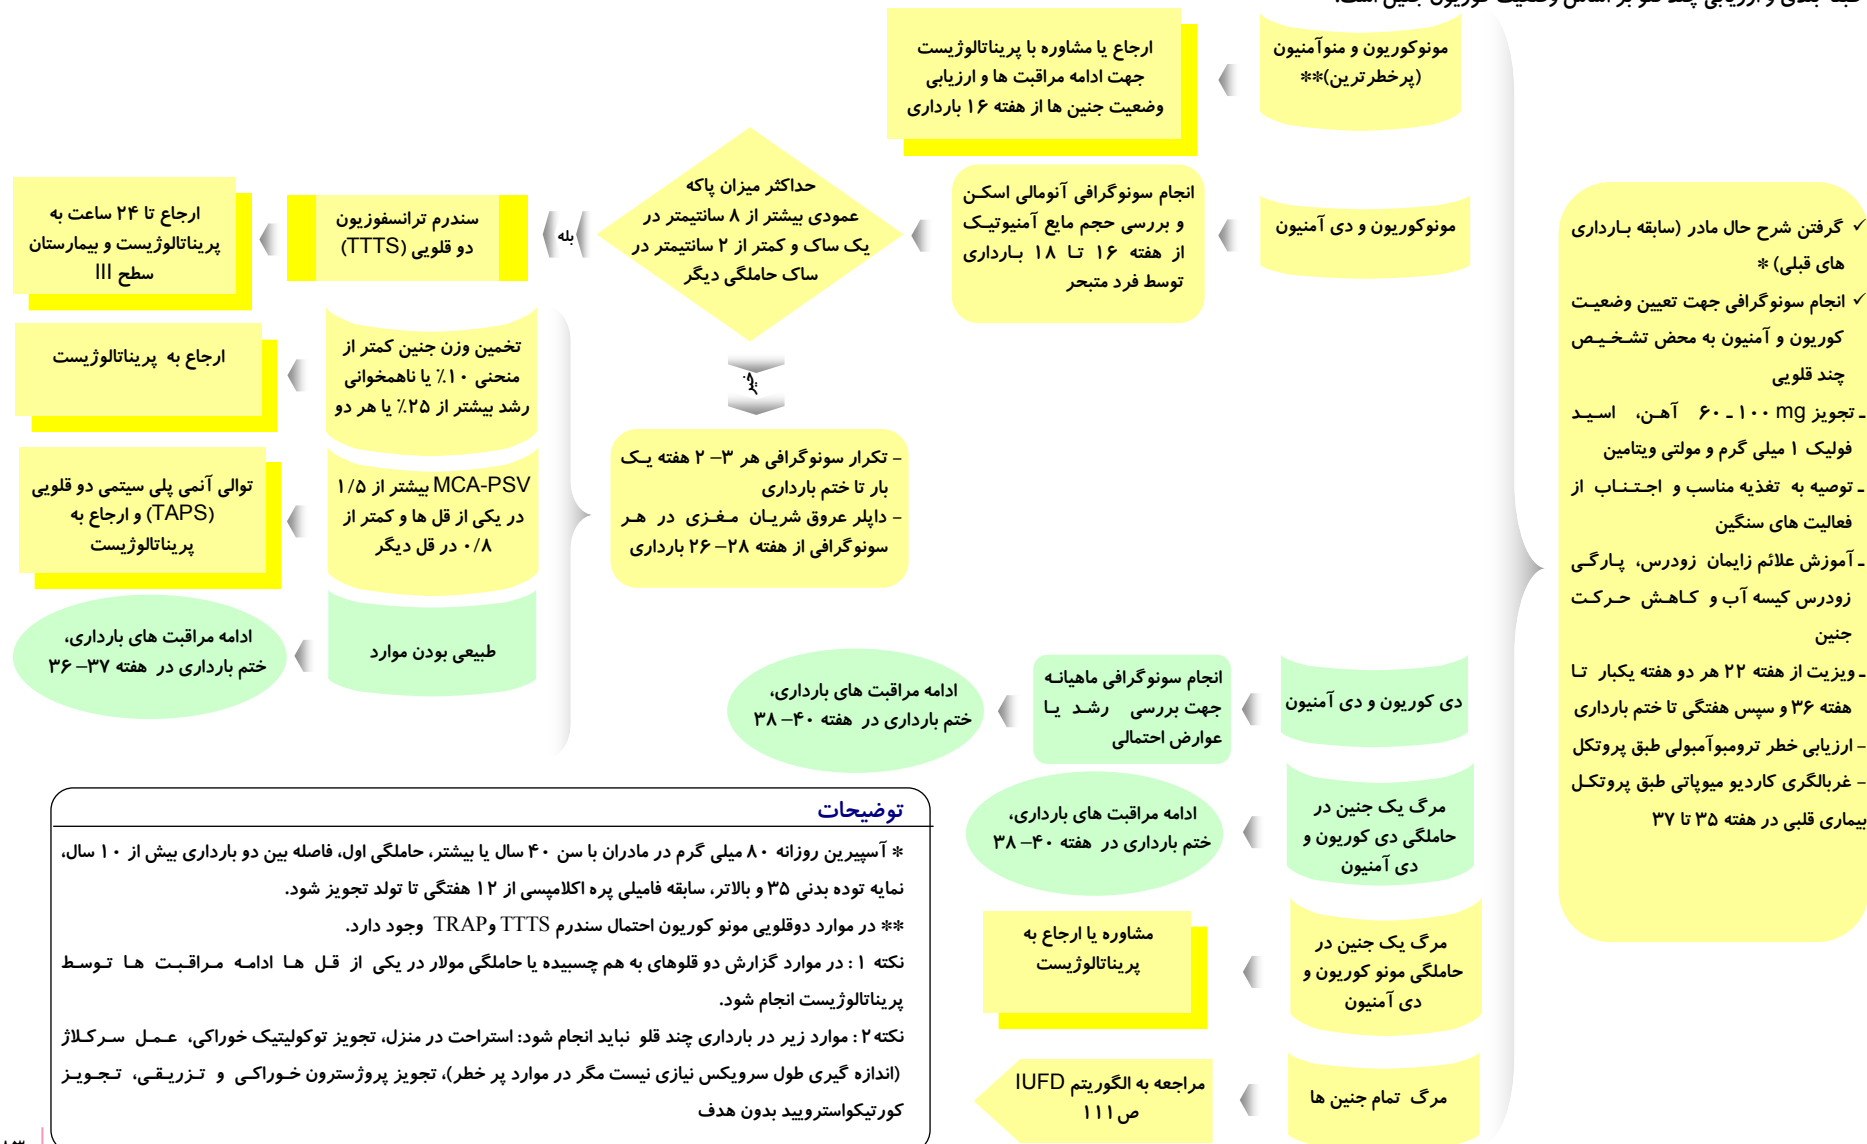 مونوکوریون و منوآمنیون
(پرخطرترین)**
ارجاع یا مشاوره با پریناتالوژیست
جهت ادامه مراقبت ها و ارزیابی
وضعیت جنین ها از هفته ۱۶ بارداری
✓ گرفتن شرح حال مادر (سابقه بارداری
های قبلی) *
✓ انجام سونوگرافی جهت تعیین وضعیت
کوریون و آمنیون به محض تشخیص
چند قلویی
ـ تجویز ۱۰۰ mg ـ ۶۰ آهن، اسید
فولیک ۱ میلی گرم و مولتی ویتامین
ـ توصیه به تغذیه مناسب و اجتناب از
فعالیت های سنگین
ـ آموزش علائم زایمان زودرس، پارگی
زودرس کیسه آب و کاهش حرکت
جنین
ـ ویزیت از هفته ۲۲ هر دو هفته یکبار تا
هفته ۳۶ و سپس هفتگی تا ختم بارداری
– ارزیابی خطر ترومبوآمبولی طبق پروتکل
– غربالگری کاردیو میوپاتی طبق پروتکل
بیماری قلبی در هفته ۳۵ تا ۳۷
مونوکوریون و دی آمنیون
انجام سونوگرافی آنومالی اسکن
و بررسی حجم مایع آمنیوتیک
از هفته ۱۶ تا ۱۸ بارداری
توسط فرد متبحر
حداکثر میزان پاکه
عمودی بیشتر از ۸ سانتیمتر در
یک ساک و کمتر از ۲ سانتیمتر در
ساک حاملگی دیگر
بله
سندرم ترانسفوزیون
دو قلویی (TTTS)
ارجاع تا ۲۴ ساعت به
پریناتالوژیست و بیمارستان
سطح III
خیر
– تکرار سونوگرافی هر ۳– ۲ هفته یک
بار تا ختم بارداری
– داپلر عروق شریان مغزی در هر
سونوگرافی از هفته ۲۸– ۲۶ بارداری
تخمین وزن جنین کمتر از
منحنی ۱۰٪ یا ناهمخوانی
رشد بیشتر از ۲۵٪ یا هر دو
ارجاع به پریناتالوژیست
MCA-PSV بیشتر از ۱/۵
در یکی از قل ها و کمتر از
۰/۸ در قل دیگر
توالی آنمی پلی سیتمی دو قلویی
(TAPS) و ارجاع به
پریناتالوژیست
طبیعی بودن موارد
ادامه مراقبت های بارداری،
ختم بارداری در هفته ۳۷– ۳۶
دی کوریون و دی آمنیون
انجام سونوگرافی ماهیانه
جهت بررسی رشد یا
عوارض احتمالی
ادامه مراقبت های بارداری،
ختم بارداری در هفته ۴۰– ۳۸
مرگ یک جنین در
حاملگی دی کوریون و
دی آمنیون
ادامه مراقبت های بارداری،
ختم بارداری در هفته ۴۰– ۳۸
مرگ یک جنین در
حاملگی مونو کوریون و
دی آمنیون
مشاوره یا ارجاع به
پریناتالوژیست
مرگ تمام جنین ها
مراجعه به الگوریتم IUFD
ص۱۱۱
توضیحات
* آسپیرین روزانه ۸۰ میلی گرم در مادران با سن ۴۰ سال یا بیشتر، حاملگی اول، فاصله بین دو بارداری بیش از ۱۰ سال،
نمایه توده بدنی ۳۵ و بالاتر، سابقه فامیلی پره اکلامپسی از ۱۲ هفتگی تا تولد تجویز شود.
** در موارد دوقلویی مونو کوریون احتمال سندرم TTTS وTRAP وجود دارد.
نکته ۱ : در موارد گزارش دو قلوهای به هم چسبیده یا حاملگی مولار در یکی از قل ها ادامه مراقبت ها توسط
پریناتالوژیست انجام شود.
نکته ۲ : موارد زیر در بارداری چند قلو نباید انجام شود: استراحت در منزل، تجویز توکولیتیک خوراکی، عمل سرکلاژ
(اندازه گیری طول سرویکس نیازی نیست مگر در موارد پر خطر)، تجویز پروژسترون خوراکی و تزریقی، تجویز
کورتیکواستروئید بدون هدف